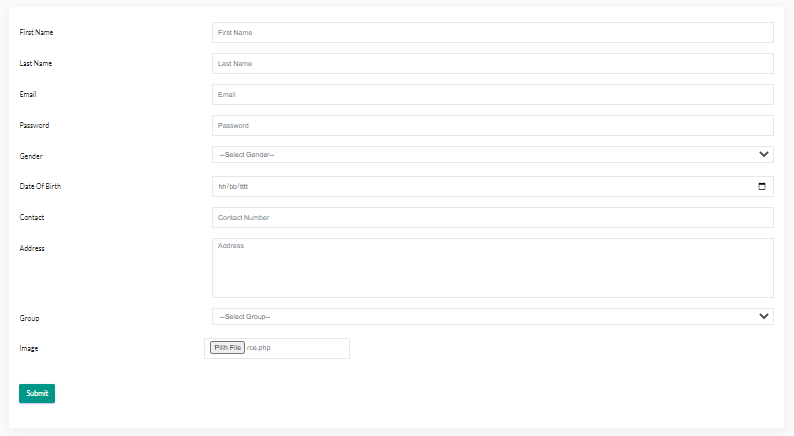 First Name
First Name
Last Name
Last Name
Email
Email
Password
Password
Gender
--Select Gender--
Date Of Birth
hh/bb/tttt
Contact
Contact Number
Address
Address
Group
--Select Group--
Image
Pilih File rce.php
Submit